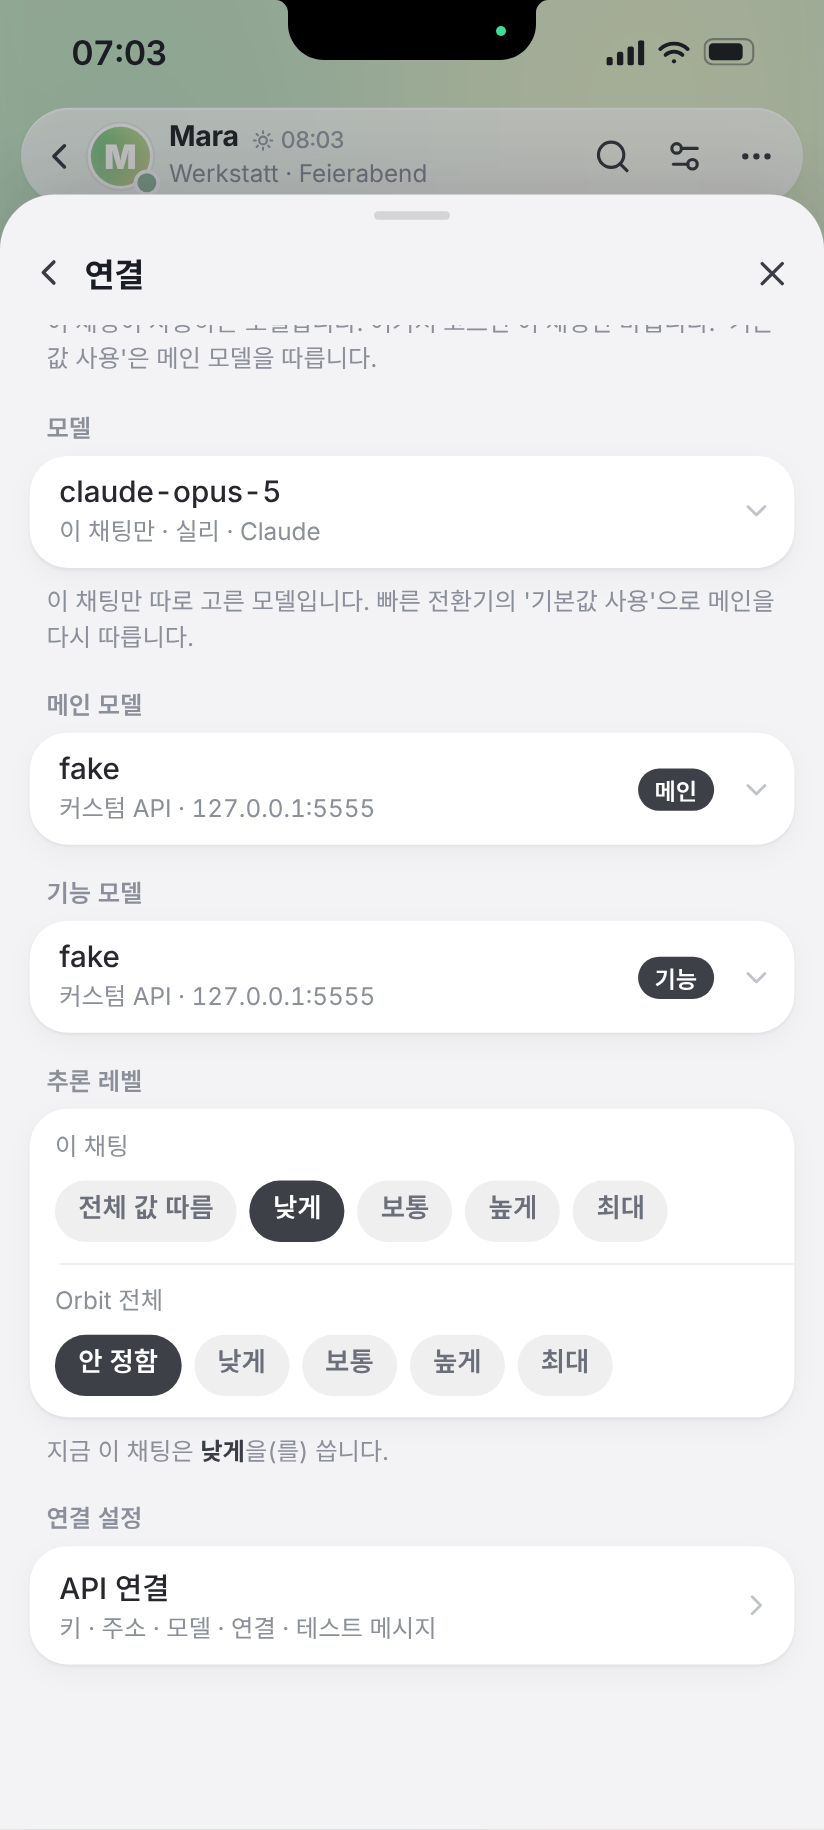 07:03
M
Mara 08:03
Werkstatt · Feierabend
연결
값 사용'은 메인 모델을 따릅니다.
모델
claude-opus-5
이 채팅만 · 실리 · Claude
이 채팅만 따로 고른 모델입니다. 빠른 전환기의 '기본값 사용'으로 메인을
다시 따릅니다.
메인 모델
fake
커스텀 API · 127.0.0.1:5555
메인
기능 모델
fake
커스텀 API · 127.0.0.1:5555
기능
추론 레벨
이 채팅
전체 값 따름 낮게 보통 높게 최대
Orbit 전체
안 정함 낮게 보통 높게 최대
지금 이 채팅은 낮게을(를) 씁니다.
연결 설정
API 연결
키 · 주소 · 모델 · 연결 · 테스트 메시지